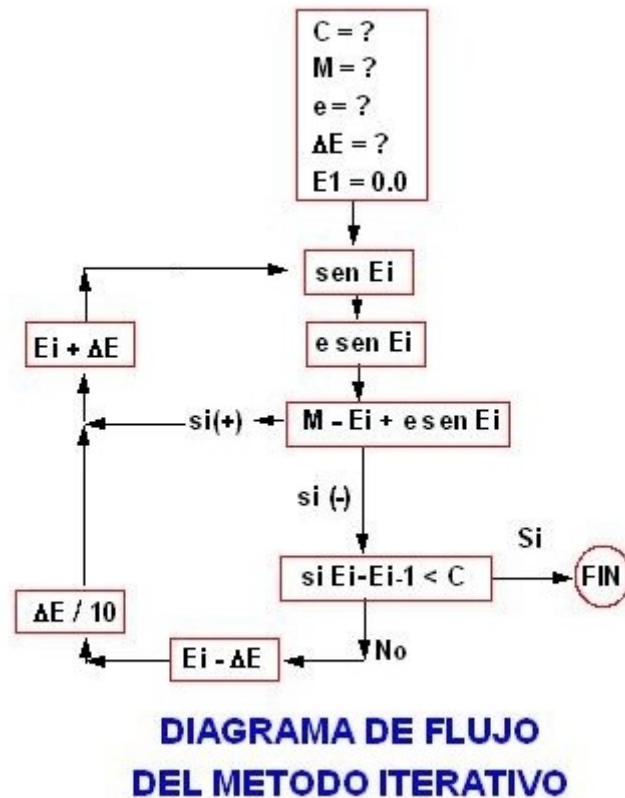 C = ?
M = ?
e = ?
ΔE = ?
E1 = 0.0
sen Ei
e sen Ei
Ei + ΔE
si(+)
M - Ei + e sen Ei
si (-)
Si
si Ei-Ei-1 < C
FIN
ΔE / 10
No
Ei - ΔE
DIAGRAMA DE FLUJO
DEL METODO ITERATIVO